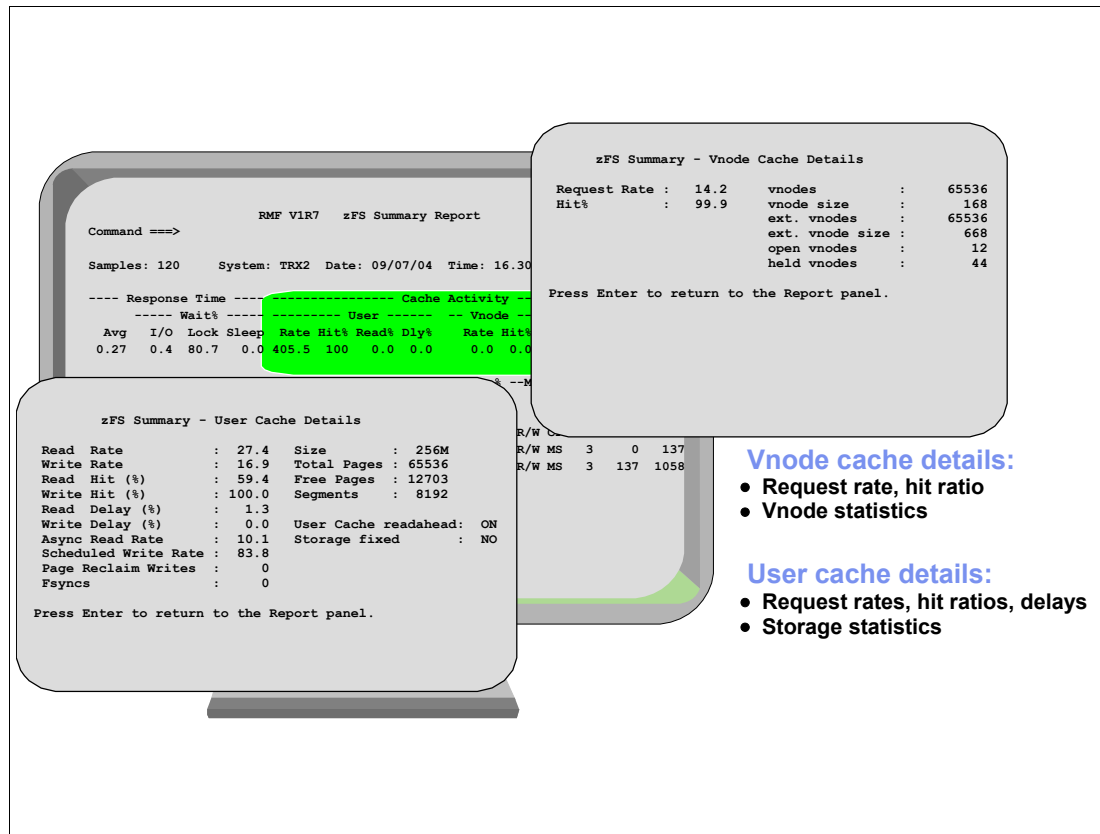 RMF V1R7 zFS Summary Report
Command ===>
Samples: 120 System: TRX2 Date: 09/07/04 Time: 16.30
---- Response Time ---- ---------------- Cache Activity --
----- Wait% ----- --------- User ------ -- Vnode --
Avg I/O Lock Sleep Rate Hit% Read% Dly% Rate Hit%
0.27 0.4 80.7 0.0 405.5 100 0.0 0.0 0.0 0.0
% --M
R/W
R/W MS 3 0 137
R/W MS 3 137 1058
zFS Summary - Vnode Cache Details
Request Rate : 14.2 vnodes : 65536
Hit% : 99.9 vnode size : 168
ext. vnodes : 65536
ext. vnode size : 668
open vnodes : 12
held vnodes : 44
Press Enter to return to the Report panel.
zFS Summary - User Cache Details
Read Rate : 27.4 Size : 256M
Write Rate : 16.9 Total Pages : 65536
Read Hit (%) : 59.4 Free Pages : 12703
Write Hit (%) : 100.0 Segments : 8192
Read Delay (%) : 1.3
Write Delay (%) : 0.0 User Cache readahead: ON
Async Read Rate : 10.1 Storage fixed : NO
Scheduled Write Rate : 83.8
Page Reclaim Writes : 0
Fsyncs : 0
Press Enter to return to the Report panel.
Vnode cache details:
● Request rate, hit ratio
● Vnode statistics
User cache details:
● Request rates, hit ratios, delays
● Storage statistics